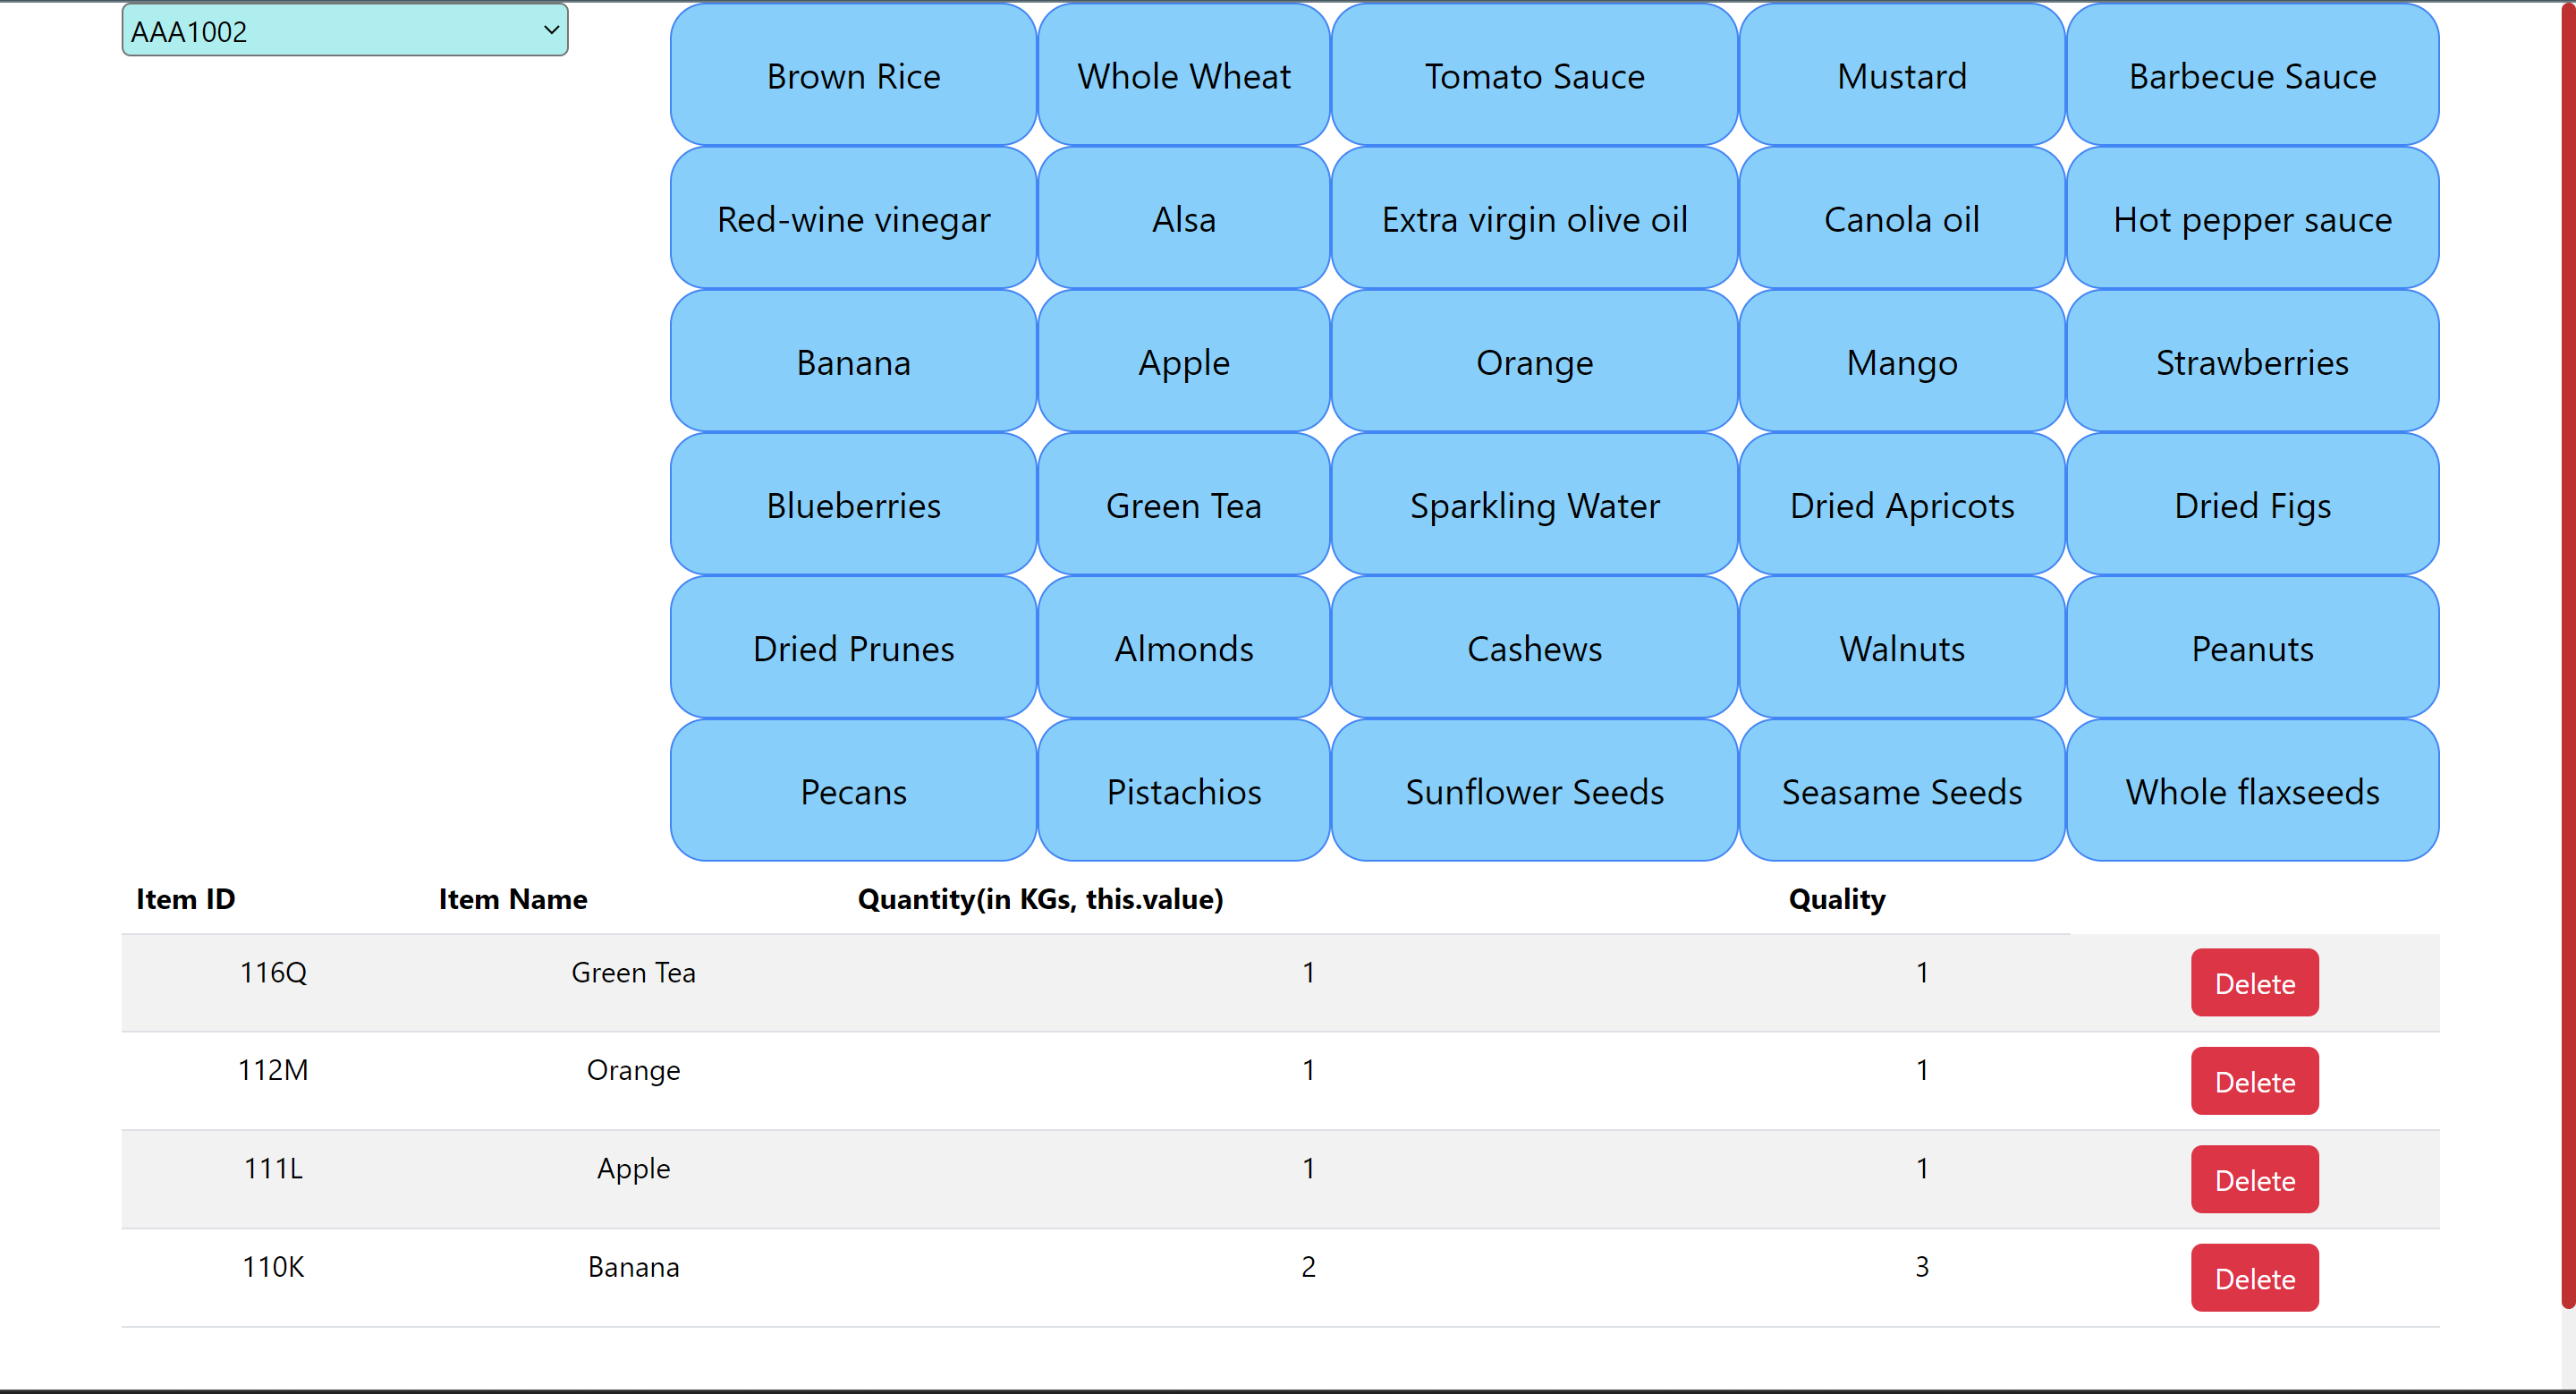 AAA1002
Brown Rice Whole Wheat Tomato Sauce Mustard Barbecue Sauce
Red-wine vinegar Alsa Extra virgin olive oil Canola oil Hot pepper sauce
Banana Apple Orange Mango Strawberries
Blueberries Green Tea Sparkling Water Dried Apricots Dried Figs
Dried Prunes Almonds Cashews Walnuts Peanuts
Pecans Pistachios Sunflower Seeds Seasame Seeds Whole flaxseeds
Item ID Item Name Quantity(in KGs, this.value) Quality
116Q Green Tea 1 1 Delete
112M Orange 1 1 Delete
111L Apple 1 1 Delete
110K Banana 2 3 Delete